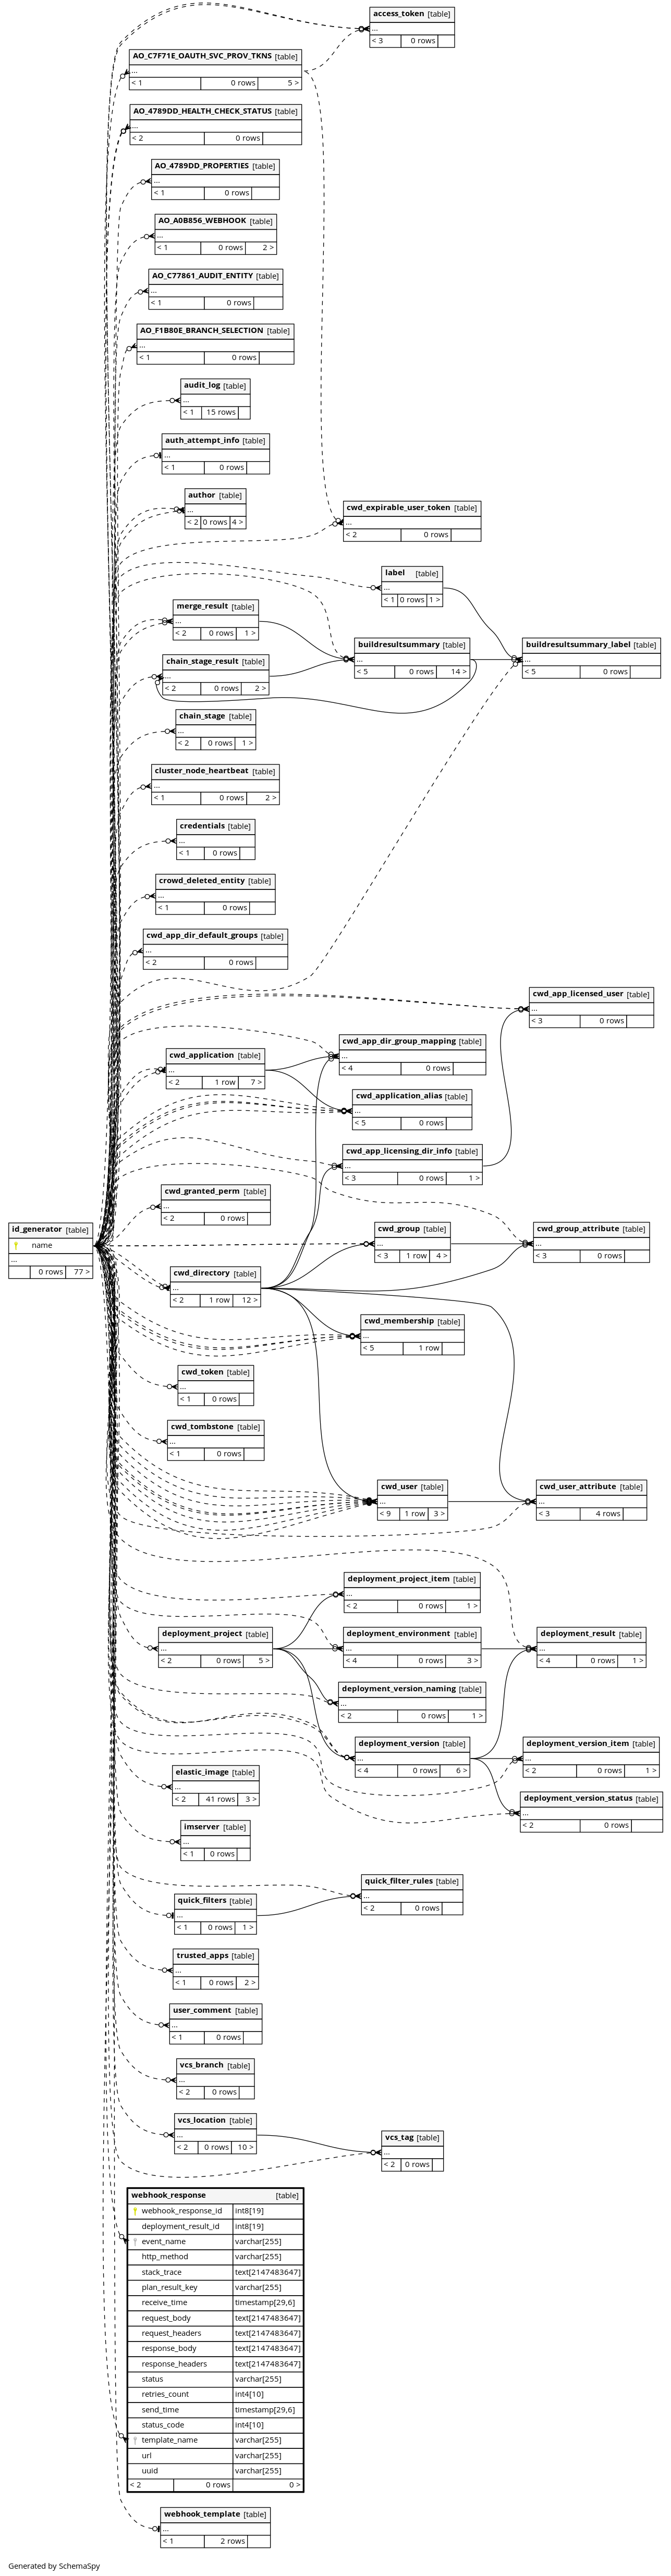 access_token [table]
...
< 3 0 rows
AO_C7F71E_OAUTH_SVC_PROV_TKNS [table]
...
< 1 0 rows 5 >
AO_4789DD_HEALTH_CHECK_STATUS [table]
...
< 2 0 rows
AO_4789DD_PROPERTIES [table]
...
< 1 0 rows
AO_A0B856_WEBHOOK [table]
...
< 1 0 rows 2 >
AO_C77861_AUDIT_ENTITY [table]
...
< 1 0 rows
AO_F1B80E_BRANCH_SELECTION [table]
...
< 1 0 rows
audit_log [table]
...
< 1 15 rows
auth_attempt_info [table]
...
< 1 0 rows
author [table]
...
< 2 0 rows 4 >
cwd_expirable_user_token [table]
...
< 2 0 rows
label [table]
...
< 1 0 rows 1 >
merge_result [table]
...
< 2 0 rows 1 >
buildresultsummary [table]
...
< 5 0 rows 14 >
buildresultsummary_label [table]
...
< 5 0 rows
chain_stage_result [table]
...
< 2 0 rows 2 >
chain_stage [table]
...
< 2 0 rows 1 >
cluster_node_heartbeat [table]
...
< 1 0 rows 2 >
credentials [table]
...
< 1 0 rows
crowd_deleted_entity [table]
...
< 1 0 rows
cwd_app_dir_default_groups [table]
...
< 2 0 rows
cwd_app_licensed_user [table]
...
< 3 0 rows
cwd_app_dir_group_mapping [table]
...
< 4 0 rows
cwd_application [table]
...
< 2 1 row 7 >
cwd_application_alias [table]
...
< 5 0 rows
cwd_app_licensing_dir_info [table]
...
< 3 0 rows 1 >
cwd_granted_perm [table]
...
< 2 0 rows
id_generator [table]
name
...
0 rows 77 >
cwd_group [table]
...
< 3 1 row 4 >
cwd_group_attribute [table]
...
< 3 0 rows
cwd_directory [table]
...
< 2 1 row 12 >
cwd_membership [table]
...
< 5 1 row
cwd_token [table]
...
< 1 0 rows
cwd_tombstone [table]
...
< 1 0 rows
cwd_user [table]
...
< 9 1 row 3 >
cwd_user_attribute [table]
...
< 3 4 rows
deployment_project_item [table]
...
< 2 0 rows 1 >
deployment_project [table]
...
< 2 0 rows 5 >
deployment_environment [table]
...
< 4 0 rows 3 >
deployment_result [table]
...
< 4 0 rows 1 >
deployment_version_naming [table]
...
< 2 0 rows 1 >
deployment_version [table]
...
< 4 0 rows 6 >
deployment_version_item [table]
...
< 2 0 rows 1 >
elastic_image [table]
...
< 2 41 rows 3 >
deployment_version_status [table]
...
< 2 0 rows
imserver [table]
...
< 1 0 rows
quick_filter_rules [table]
...
< 2 0 rows
quick_filters [table]
...
< 1 0 rows 1 >
trusted_apps [table]
...
< 1 0 rows 2 >
user_comment [table]
...
< 1 0 rows
vcs_branch [table]
...
< 2 0 rows
vcs_location [table]
...
< 2 0 rows 10 >
vcs_tag [table]
...
< 2 0 rows
webhook_response [table]
webhook_response_id int8[19]
deployment_result_id int8[19]
event_name varchar[255]
http_method varchar[255]
stack_trace text[2147483647]
plan_result_key varchar[255]
receive_time timestamp[29,6]
request_body text[2147483647]
request_headers text[2147483647]
response_body text[2147483647]
response_headers text[2147483647]
status varchar[255]
retries_count int4[10]
send_time timestamp[29,6]
status_code int4[10]
template_name varchar[255]
url varchar[255]
uuid varchar[255]
< 2 0 rows 0 >
webhook_template [table]
...
< 1 2 rows
Generated by SchemaSpy